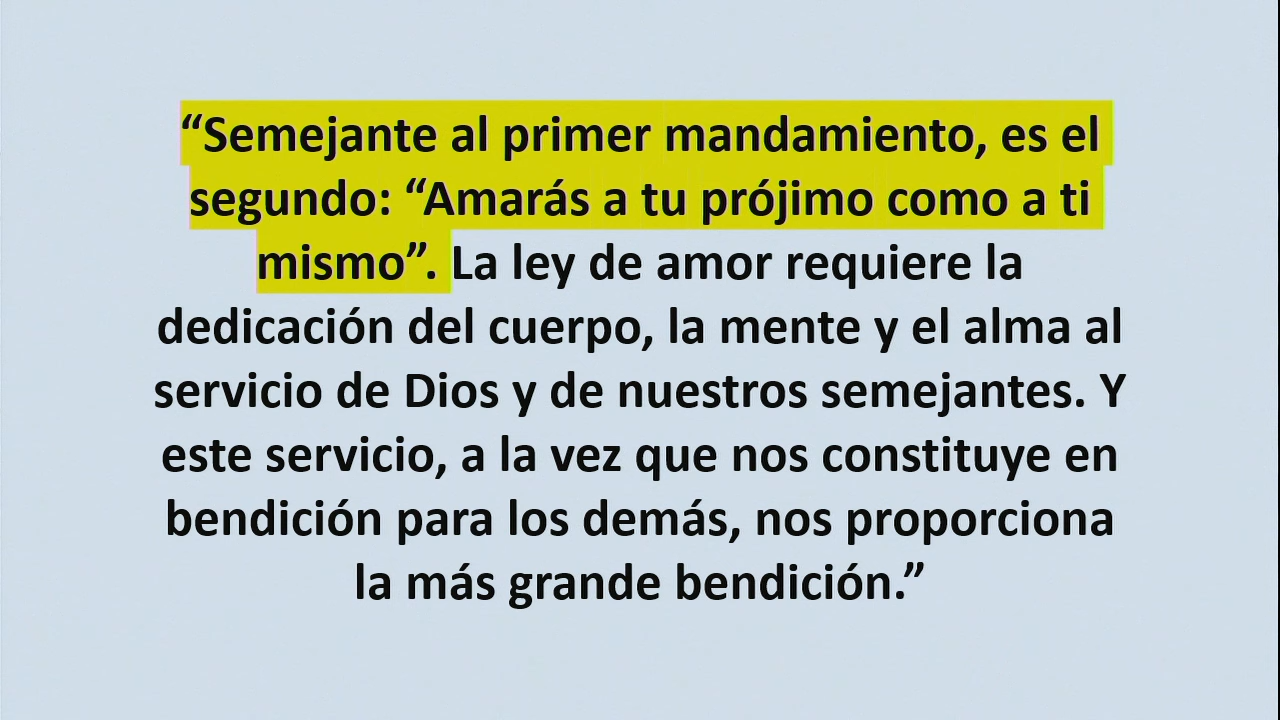 “Semejante al primer mandamiento, es el
segundo: “Amarás a tu prójimo como a ti
mismo”. La ley de amor requiere la
dedicación del cuerpo, la mente y el alma al
servicio de Dios y de nuestros semejantes. Y
este servicio, a la vez que nos constituye en
bendición para los demás, nos proporciona
la más grande bendición.”